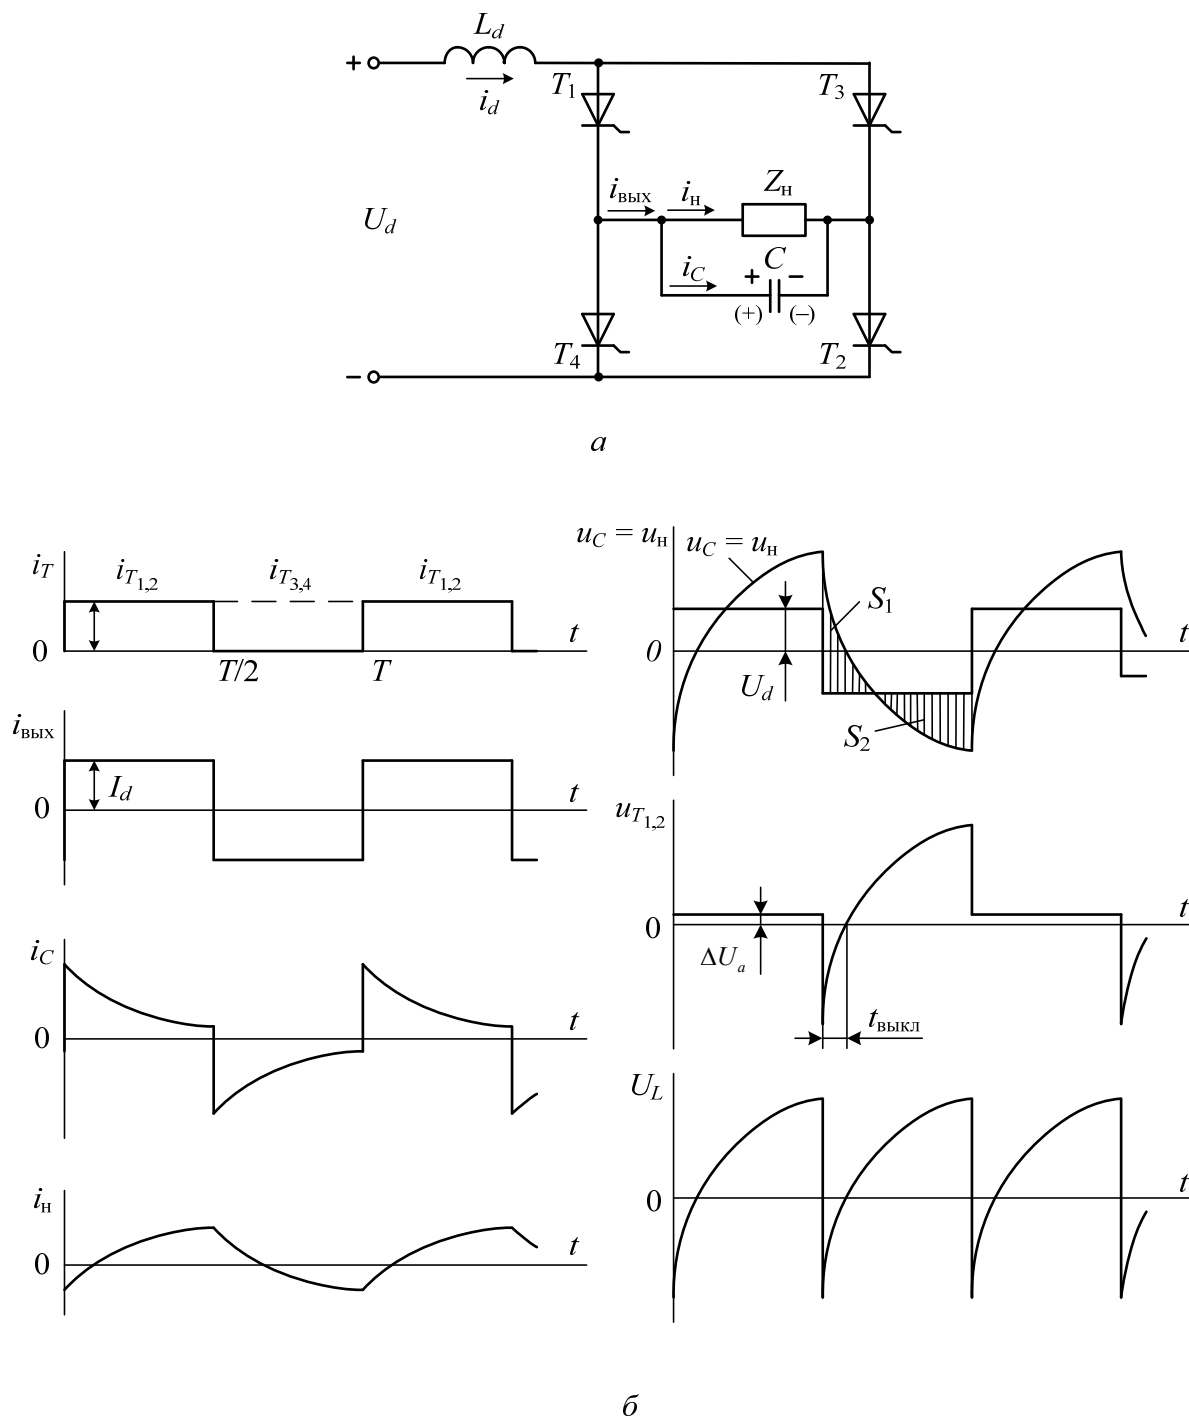 L_d
+
i_d
T_1
T_3
i_вых
i_н
Z_н
U_d
i_C
+
C
−
(+)
(−)
T_4
T_2
−
а
i_T
i_T1,2
i_T3,4
i_T1,2
t
0
T/2
T
i_вых
I_d
t
0
i_C
t
0
i_н
t
0
u_C = u_н
u_C = u_н
S_1
t
0
U_d
S_2
u_T1,2
t
0
ΔU_a
t_выкл
U_L
t
0
б